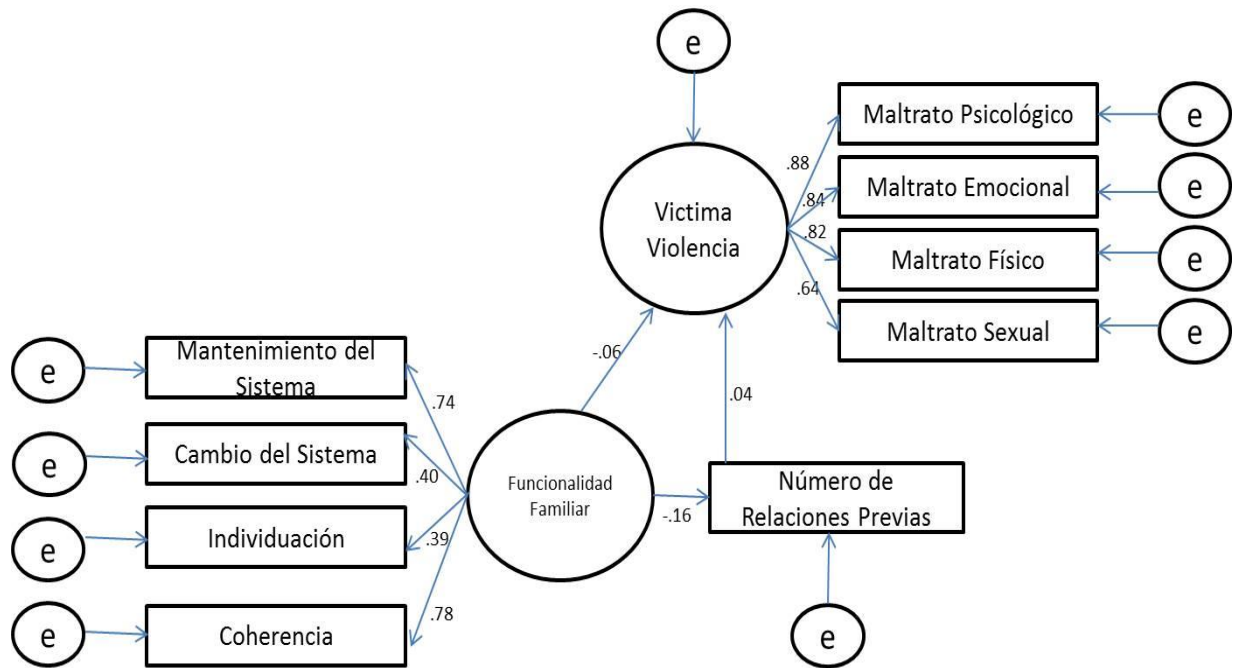 e
Maltrato Psicológico
e
.88
Maltrato Emocional
e
.84
Victima
Violencia
.82
Maltrato Físico
e
.64
Maltrato Sexual
e
e
Mantenimiento del
Sistema
-.06
.74
.04
e
Cambio del Sistema
.40
Funcionalidad
Familiar
Número de
Relaciones Previas
-.16
e
Individuación
.39
e
Coherencia
.78
e